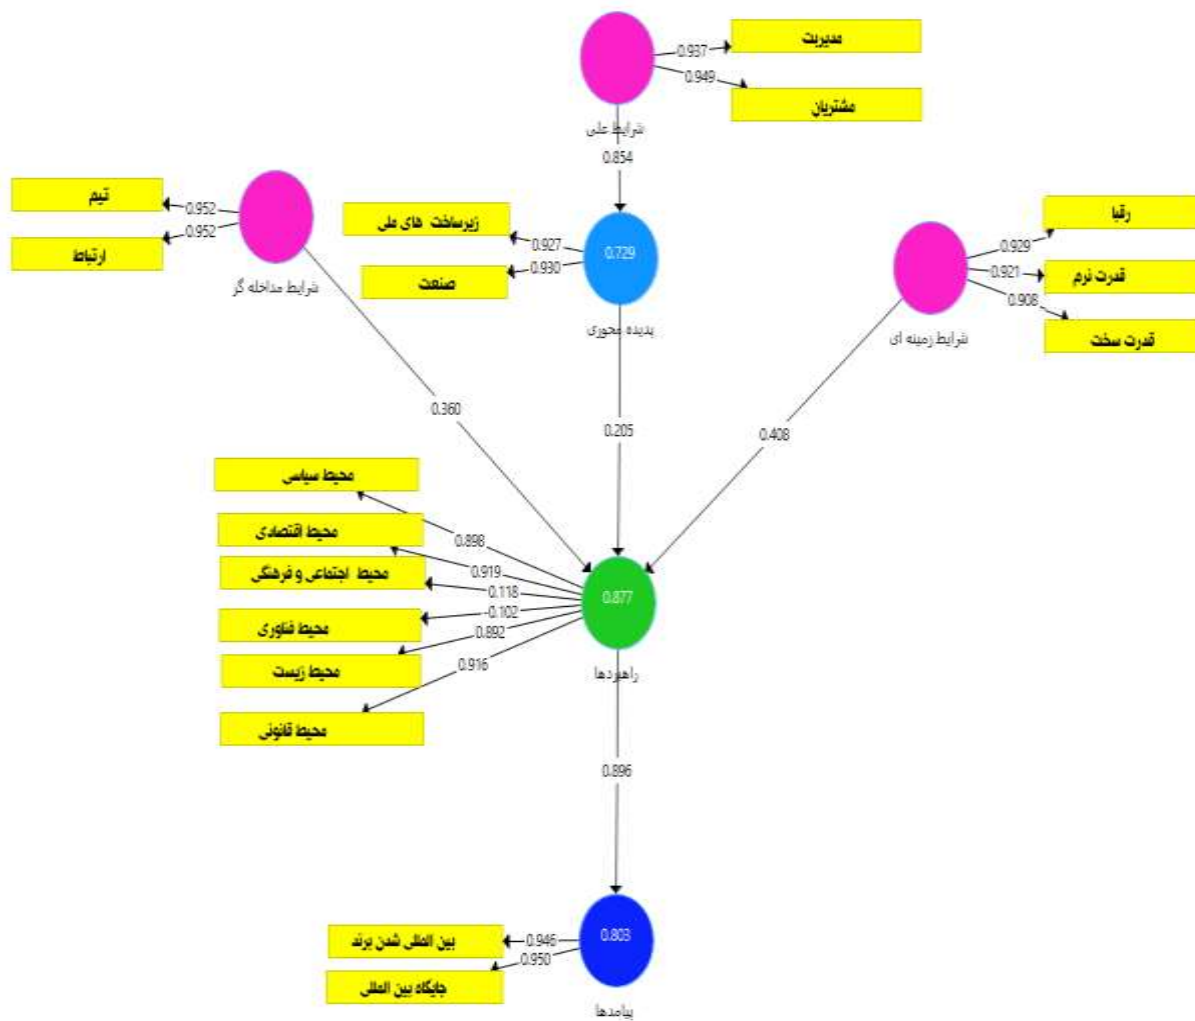 مدیریت
0.937
0.949
مشتریان
شرایط علی
0.854
تیم
0.952
0.952
ارتباط
شرایط مداخله گر
زیرساخت های ملی
0.927
0.930
صنعت
0.729
پدیده محوری
رقبا
0.929
0.921
قدرت نرم
0.908
قدرت سخت
شرایط زمینه ای
0.360
0.205
0.408
محیط سیاسی
0.898
محیط اقتصادی
0.919
محیط اجتماعی و فرهنگی
0.118
-0.102
محیط فناوری
0.892
محیط زیست
0.916
محیط قانونی
0.877
راهبردها
0.896
بین المللی شدن برند
0.946
0.950
جایگاه بین المللی
0.803
پیامدها